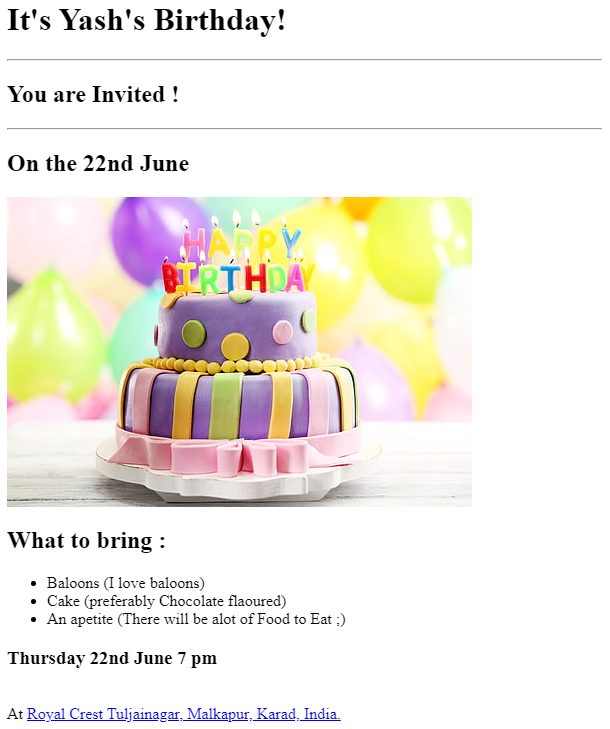 It's Yash's Birthday!
You are Invited !
On the 22nd June
HAPPY
BIRTHDAY
What to bring :
Baloons (I love baloons)
Cake (preferably Chocolate flaoured)
An apetite (There will be alot of Food to Eat ;)
Thursday 22nd June 7 pm
At Royal Crest Tuljainagar, Malkapur, Karad, India.